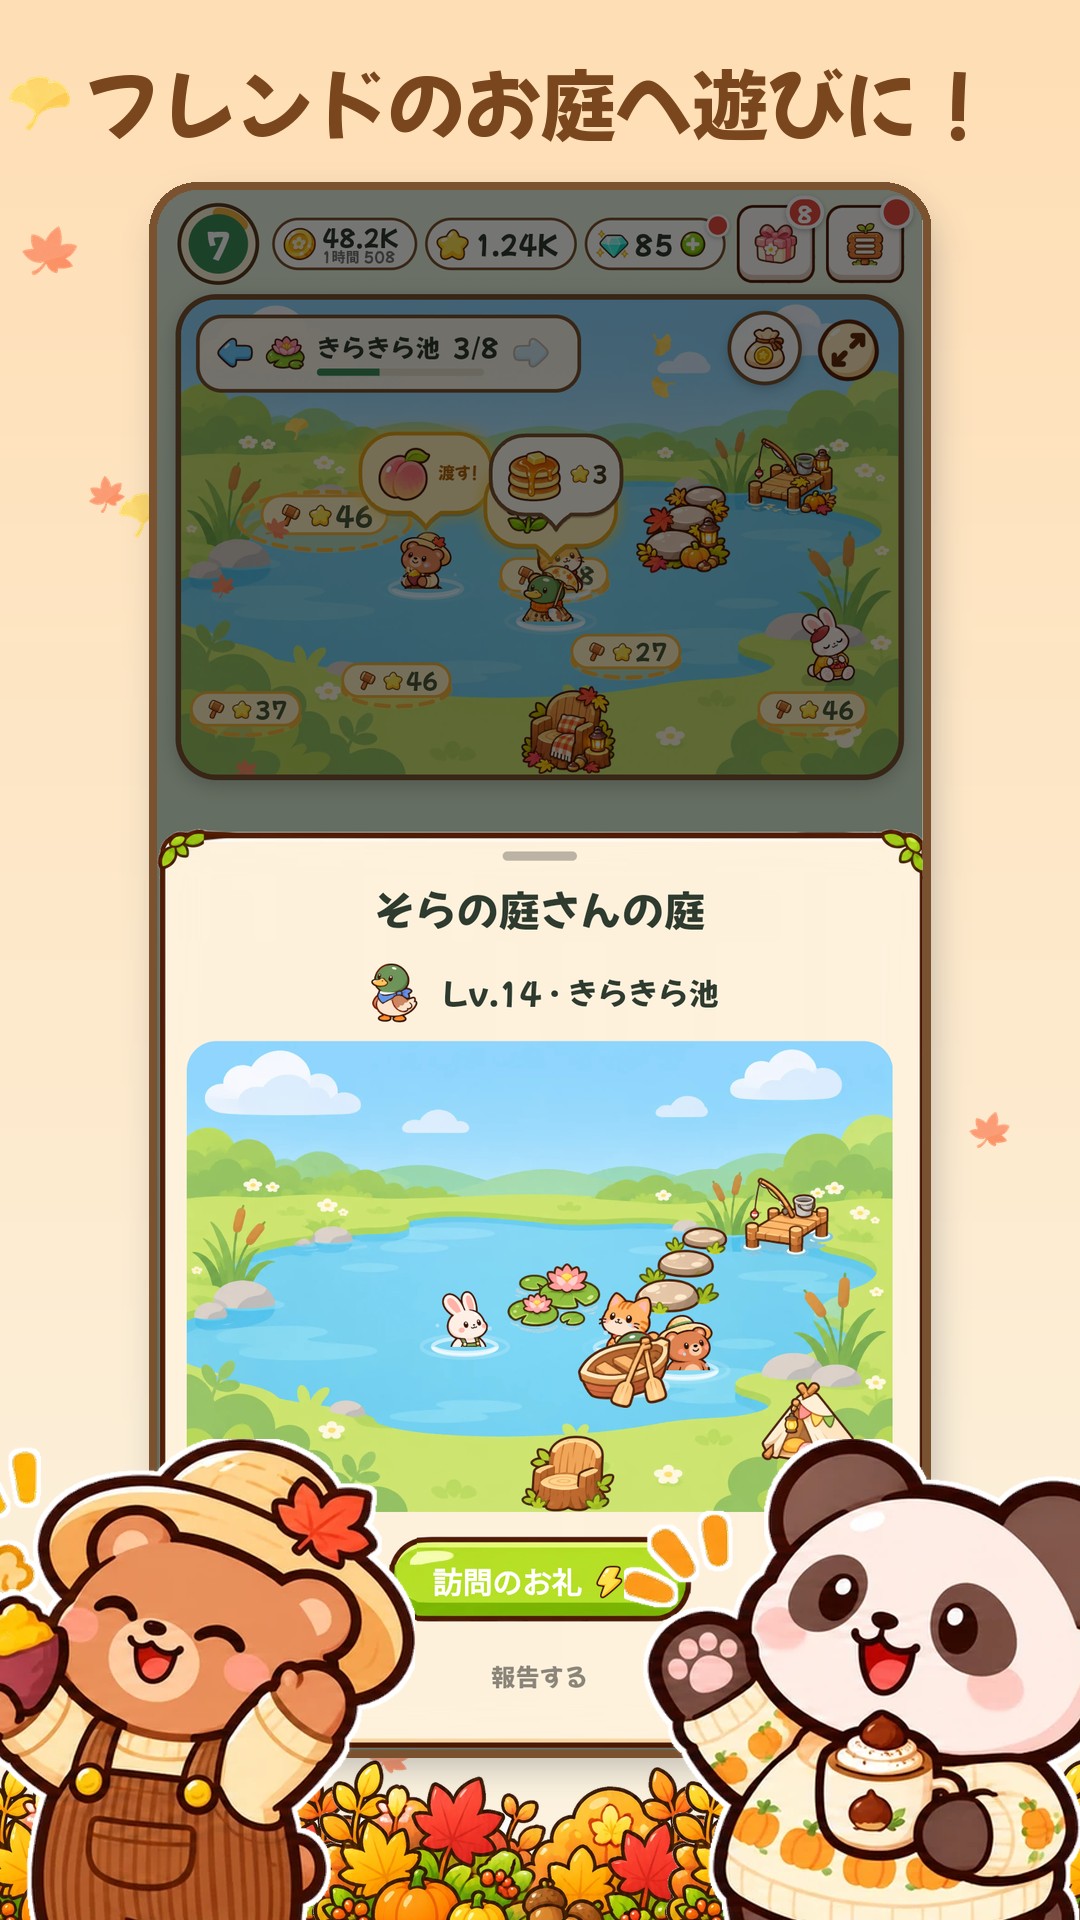 フレンドのお庭へ遊びに！
7
48.2K
1時間 508
1.24K
85
8
きらきら池 3/8
渡す!
3
46
8
27
46
37
46
そらの庭さんの庭
Lv.14・きらきら池
訪問のお礼
報告する